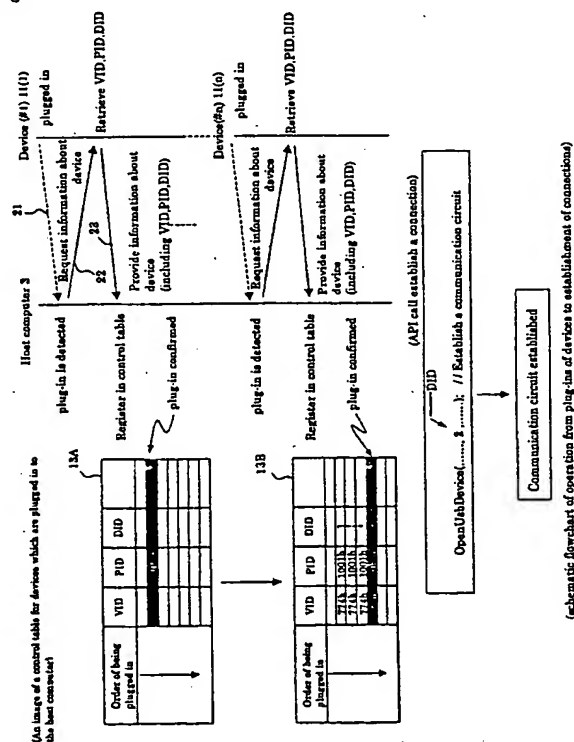 (An image of a control table for devices which are plugged in to
the host computer)
Host computer 3
Device (#1) 11(1)
21
plugged in
plug-in is detected
Request information about
device
22
Retrieve VID,PID,DID
23
Register in control table
Provide information about
device
(including VID,PID,DID)
plug-in confirmed
13A
Order of being
plugged in
VID
PID
DID
Device(#n) 11(n)
plugged in
plug-in is detected
Request information about
device
Retrieve VID,PID,DID
Register in control table
Provide information about
device
(including VID,PID,DID)
plug-in confirmed
13B
Order of being
plugged in
VID
PID
DID
774h 1001h
774h 1001h
774h 1001h
(API call establish a connection)
DID
OpenUsbDevice(......, 2, ......); // Establish a communication circuit
Communication circuit established
(schematic flowchart of operation from plug-ins of devices to establishment of connections)